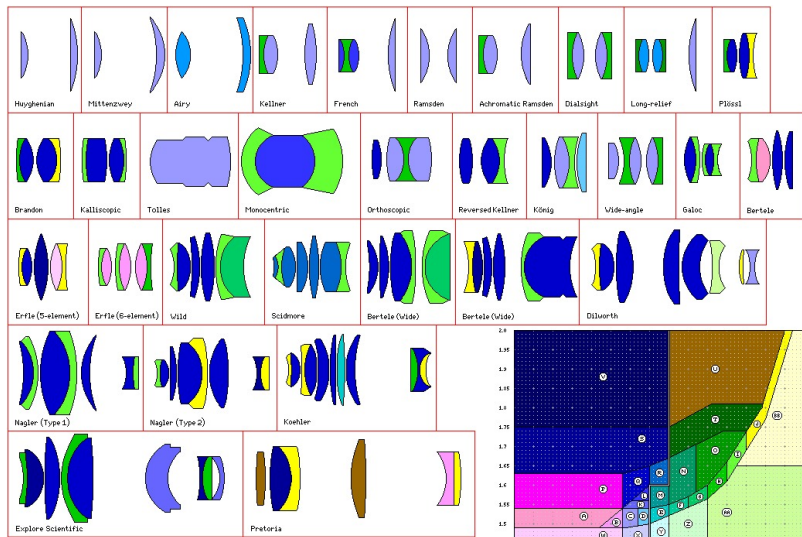 Huyghenian
Mittenzwey
Airy
Kellner
French
Ramsden
Achromatic Ramsden
Dialsight
Long-relief
Plössl
Brandon
Kalliscopic
Tolles
Monocentric
Orthoscopic
Reversed Kellner
König
Wide-angle
Galoc
Bertele
Erfle (5-element)
Erfle (6-element)
Wild
Scidmore
Bertele (Wide)
Bertele (Wide)
Dilworth
Nagler (Type 1)
Nagler (Type 2)
Koehler
Explore Scientific
Pretoria
2.0
1.95
1.9
1.85
1.8
1.75
1.7
1.65
1.6
1.55
1.5
V
U
BB
T
S
R
N
P
M
L
A
B
C
D
E
F
Z
AA
Y